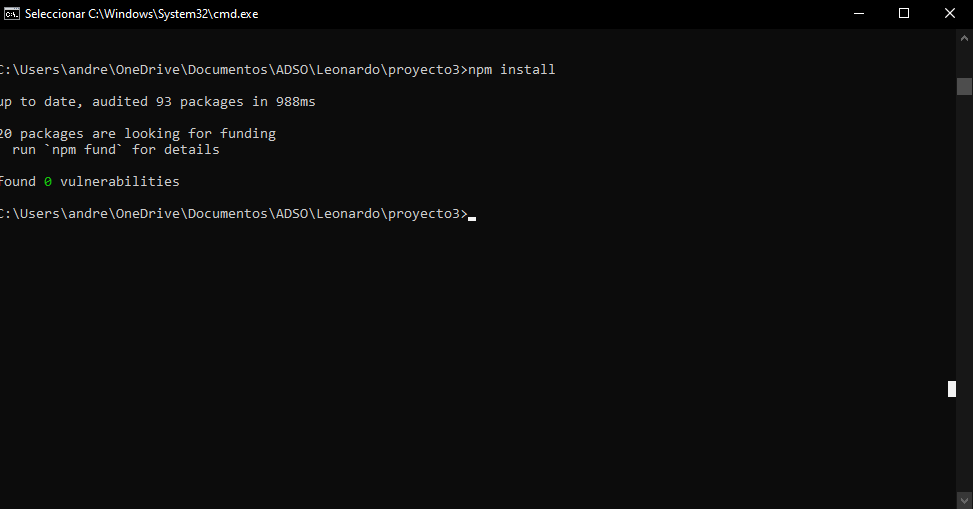 Seleccionar C:\Windows\System32\cmd.exe
C:\Users\andre\OneDrive\Documentos\ADSO\Leonardo\proyecto3>npm install
up to date, audited 93 packages in 988ms
20 packages are looking for funding
run `npm fund` for details
found 0 vulnerabilities
C:\Users\andre\OneDrive\Documentos\ADSO\Leonardo\proyecto3>